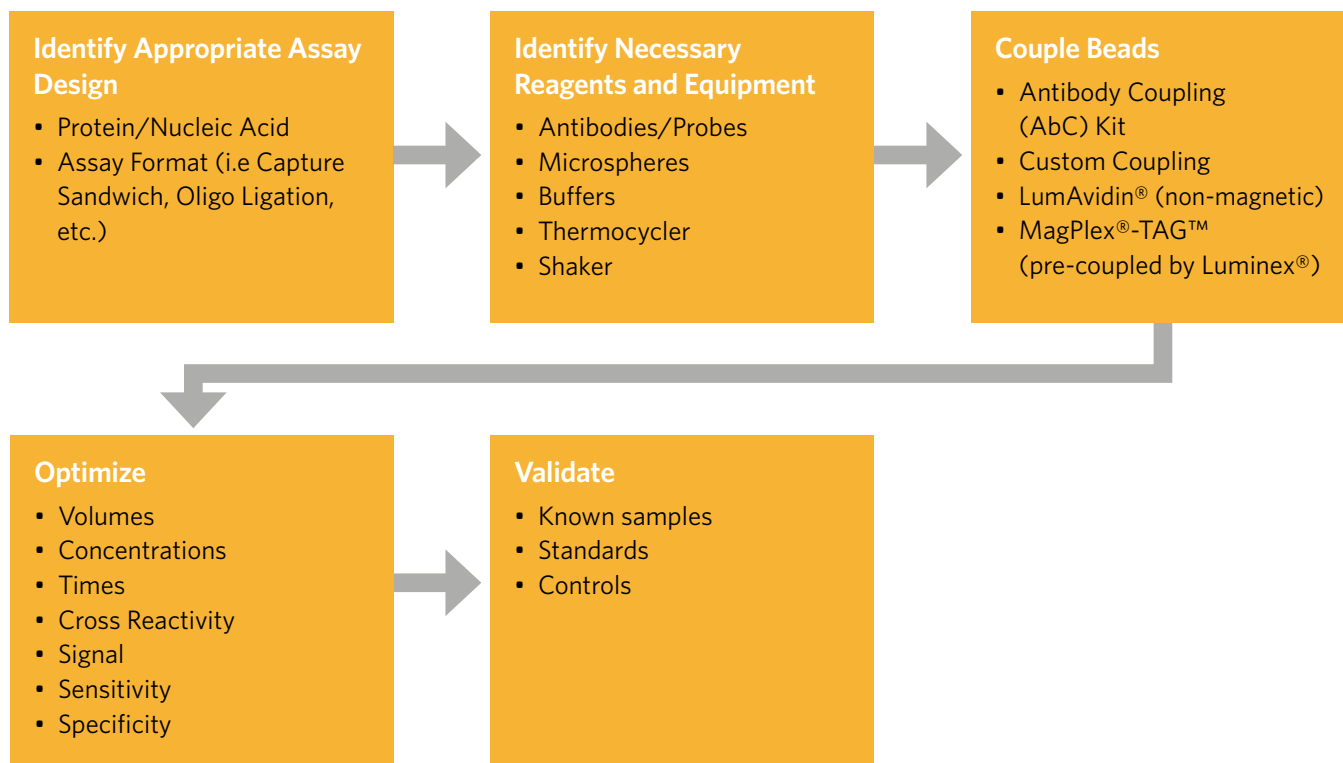 Identify Appropriate Assay
Design
• Protein/Nucleic Acid
• Assay Format (i.e Capture
Sandwich, Oligo Ligation,
etc.)
Identify Necessary
Reagents and Equipment
• Antibodies/Probes
• Microspheres
• Buffers
• Thermocycler
• Shaker
Couple Beads
• Antibody Coupling
(AbC) Kit
• Custom Coupling
• LumAvidin® (non-magnetic)
• MagPlex®-TAG™
(pre-coupled by Luminex®)
Optimize
• Volumes
• Concentrations
• Times
• Cross Reactivity
• Signal
• Sensitivity
• Specificity
Validate
• Known samples
• Standards
• Controls